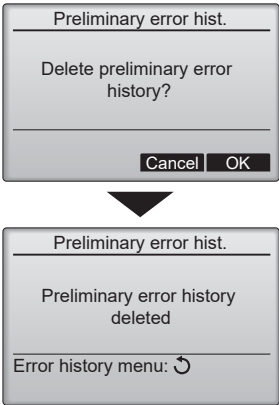 Preliminary error hist.
Delete preliminary error
history?
Cancel OK
Preliminary error hist.
Preliminary error history
deleted
Error history menu: